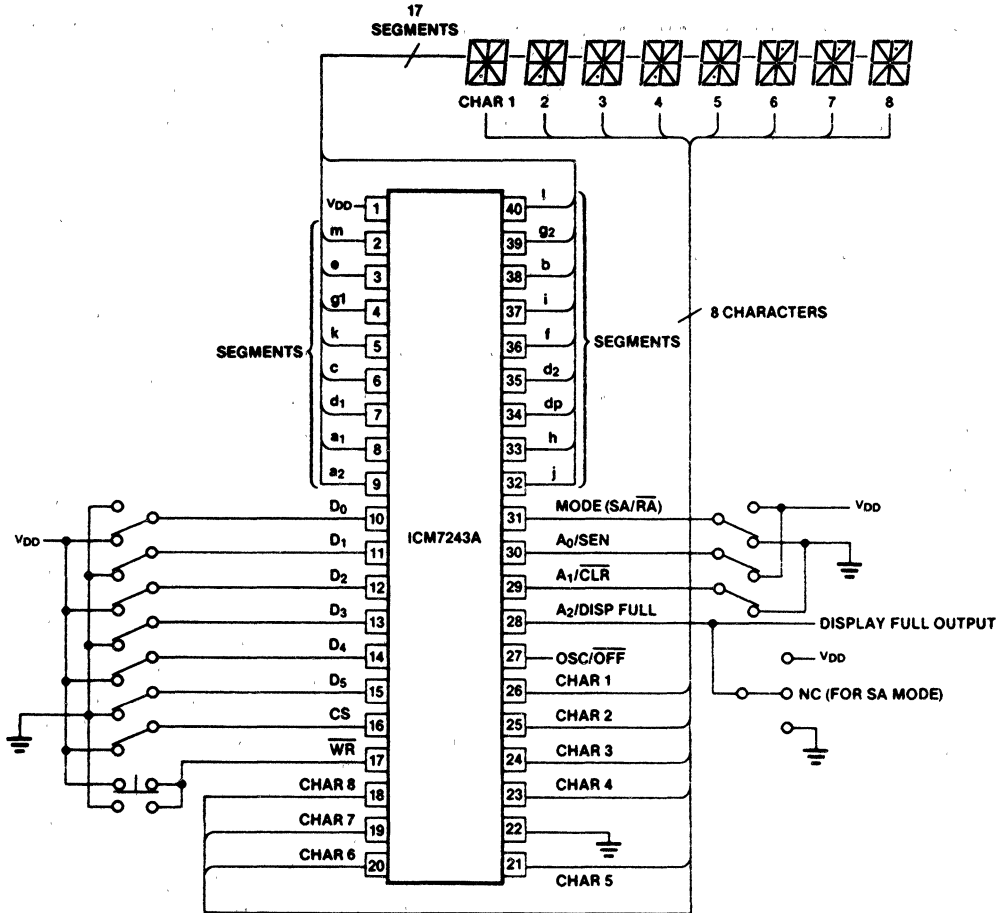 17
SEGMENTS
CHAR 1 2 3 4 5 6 7 8
VDD 1
m 2
e 3
g1 4
k 5
c 6
d1 7
a1 8
a2 9
SEGMENTS
40 l
39 g2
38 b
37 i
36 f
35 d2
34 dp
33 h
32 j
SEGMENTS
8 CHARACTERS
ICM7243A
VDD
D0 10
D1 11
D2 12
D3 13
D4 14
D5 15
CS 16
W̅R̅ 17
CHAR 8 18
CHAR 7 19
CHAR 6 20
31 MODE (SA/R̅A̅)
30 A0/SEN
29 A1/C̅L̅R̅
28 A2/DISP FULL
27 OSC/O̅F̅F̅
26 CHAR 1
25 CHAR 2
24 CHAR 3
23 CHAR 4
22
21 CHAR 5
VDD
DISPLAY FULL OUTPUT
VDD
NC (FOR SA MODE)